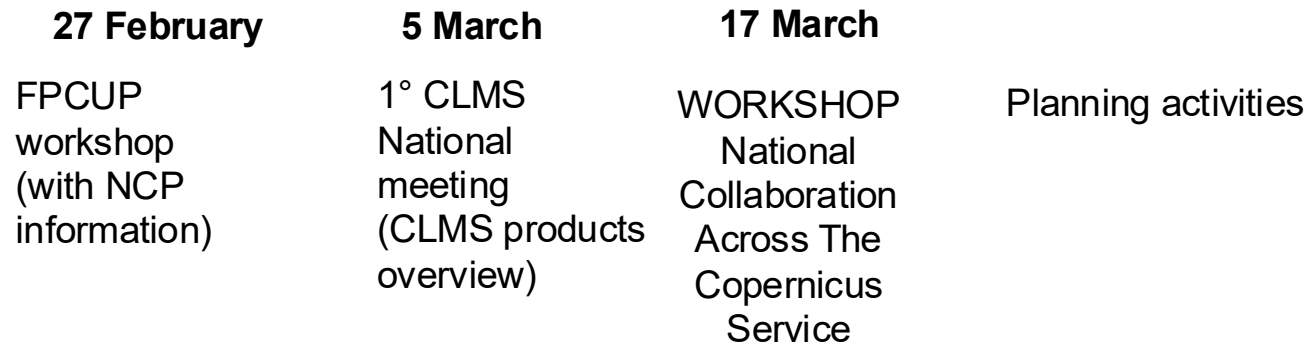 27 February
FPCUP
workshop
(with NCP
information)
5 March
1° CLMS
National
meeting
(CLMS products
overview)
17 March
WORKSHOP
National
Collaboration
Across The
Copernicus
Service
Planning activities